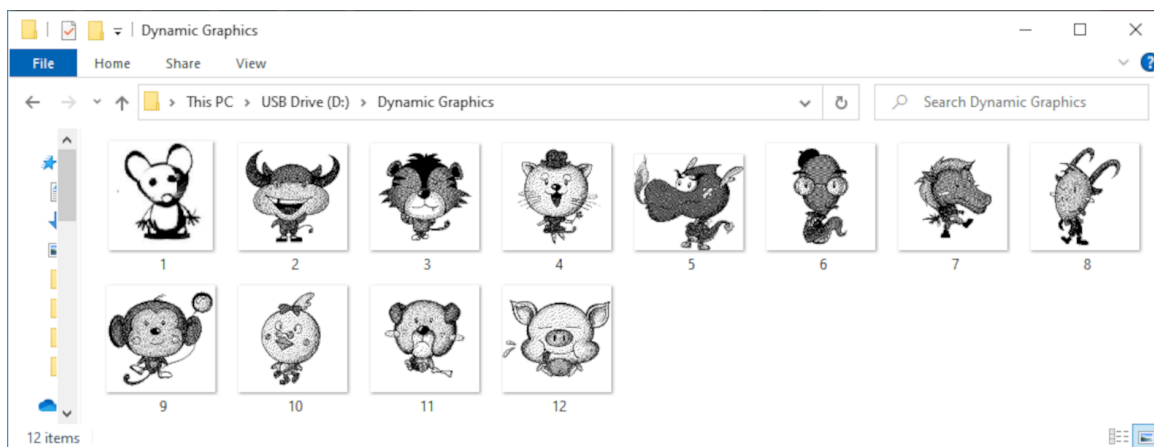 Dynamic Graphics
File Home Share View
This PC > USB Drive (D:) > Dynamic Graphics
Search Dynamic Graphics
1 2 3 4 5 6 7 8
9 10 11 12
12 items